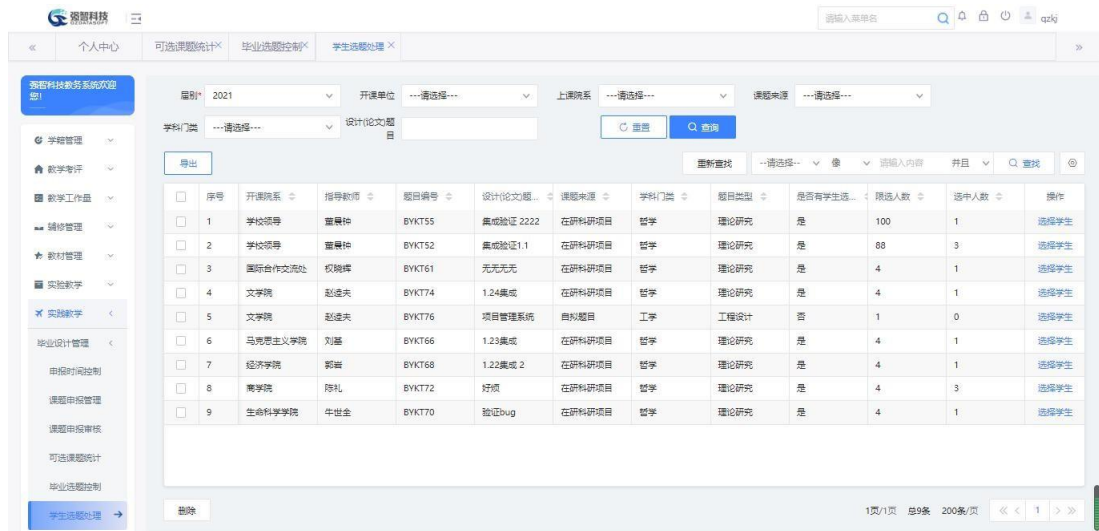 强智科技
QZDATASOFT
请输入菜单名
qzkj
个人中心 可选课题统计 毕业选题控制 学生选题处理
强智科技教务系统欢迎您!
学籍管理
教学考评
教学工作量
辅修管理
教材管理
实验教学
实践教学
毕业设计管理
申报时间控制
课题申报管理
课题申报审核
可选课题统计
毕业选题控制
学生选题处理
届别* 2021 开课单位 ---请选择--- 上课院系 ---请选择--- 课题来源 ---请选择---
学科门类 ---请选择--- 设计(论文)题目 重置 查询
导出 重新查找 --请选择-- 像 请输入内容 并且 查找
序号 开课院系 指导教师 题目编号 设计(论文)题... 课题来源 学科门类 题目类型 是否有学生选... 限选人数 选中人数 操作
1 学校领导 董晨钟 BYKT55 集成验证 2222 在研科研项目 哲学 理论研究 是 100 1 选择学生
2 学校领导 董晨钟 BYKT52 集成验证1.1 在研科研项目 哲学 理论研究 是 88 3 选择学生
3 国际合作交流处 权晓辉 BYKT61 无无无无 在研科研项目 哲学 理论研究 是 4 1 选择学生
4 文学院 赵逵夫 BYKT74 1.24集成 在研科研项目 哲学 理论研究 是 4 1 选择学生
5 文学院 赵逵夫 BYKT76 项目管理系统 自拟题目 工学 工程设计 否 1 0 选择学生
6 马克思主义学院 刘基 BYKT66 1.23集成 在研科研项目 哲学 理论研究 是 4 1 选择学生
7 经济学院 郭岩 BYKT68 1.22集成 2 在研科研项目 哲学 理论研究 是 4 1 选择学生
8 商学院 陈礼 BYKT72 好烦 在研科研项目 哲学 理论研究 是 4 3 选择学生
9 生命科学学院 牛世全 BYKT70 验证bug 在研科研项目 哲学 理论研究 是 4 1 选择学生
删除 1页/1页 总9条 200条/页 1